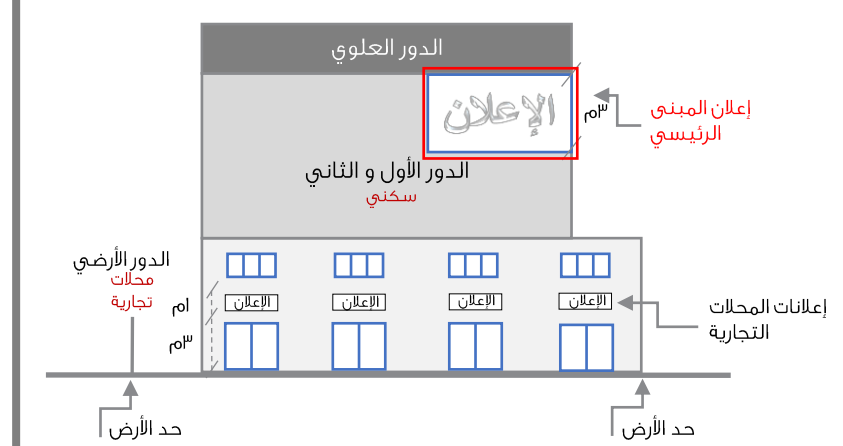 الدور العلوي
الإعلان
٣م
إعلان المبنى
الرئيسي
الدور الأول و الثاني
سكني
الدور الأرضي
محلات
تجارية
١م
٣م
الإعلان
الإعلان
الإعلان
الإعلان
إعلانات المحلات
التجارية
حد الأرض
حد الأرض